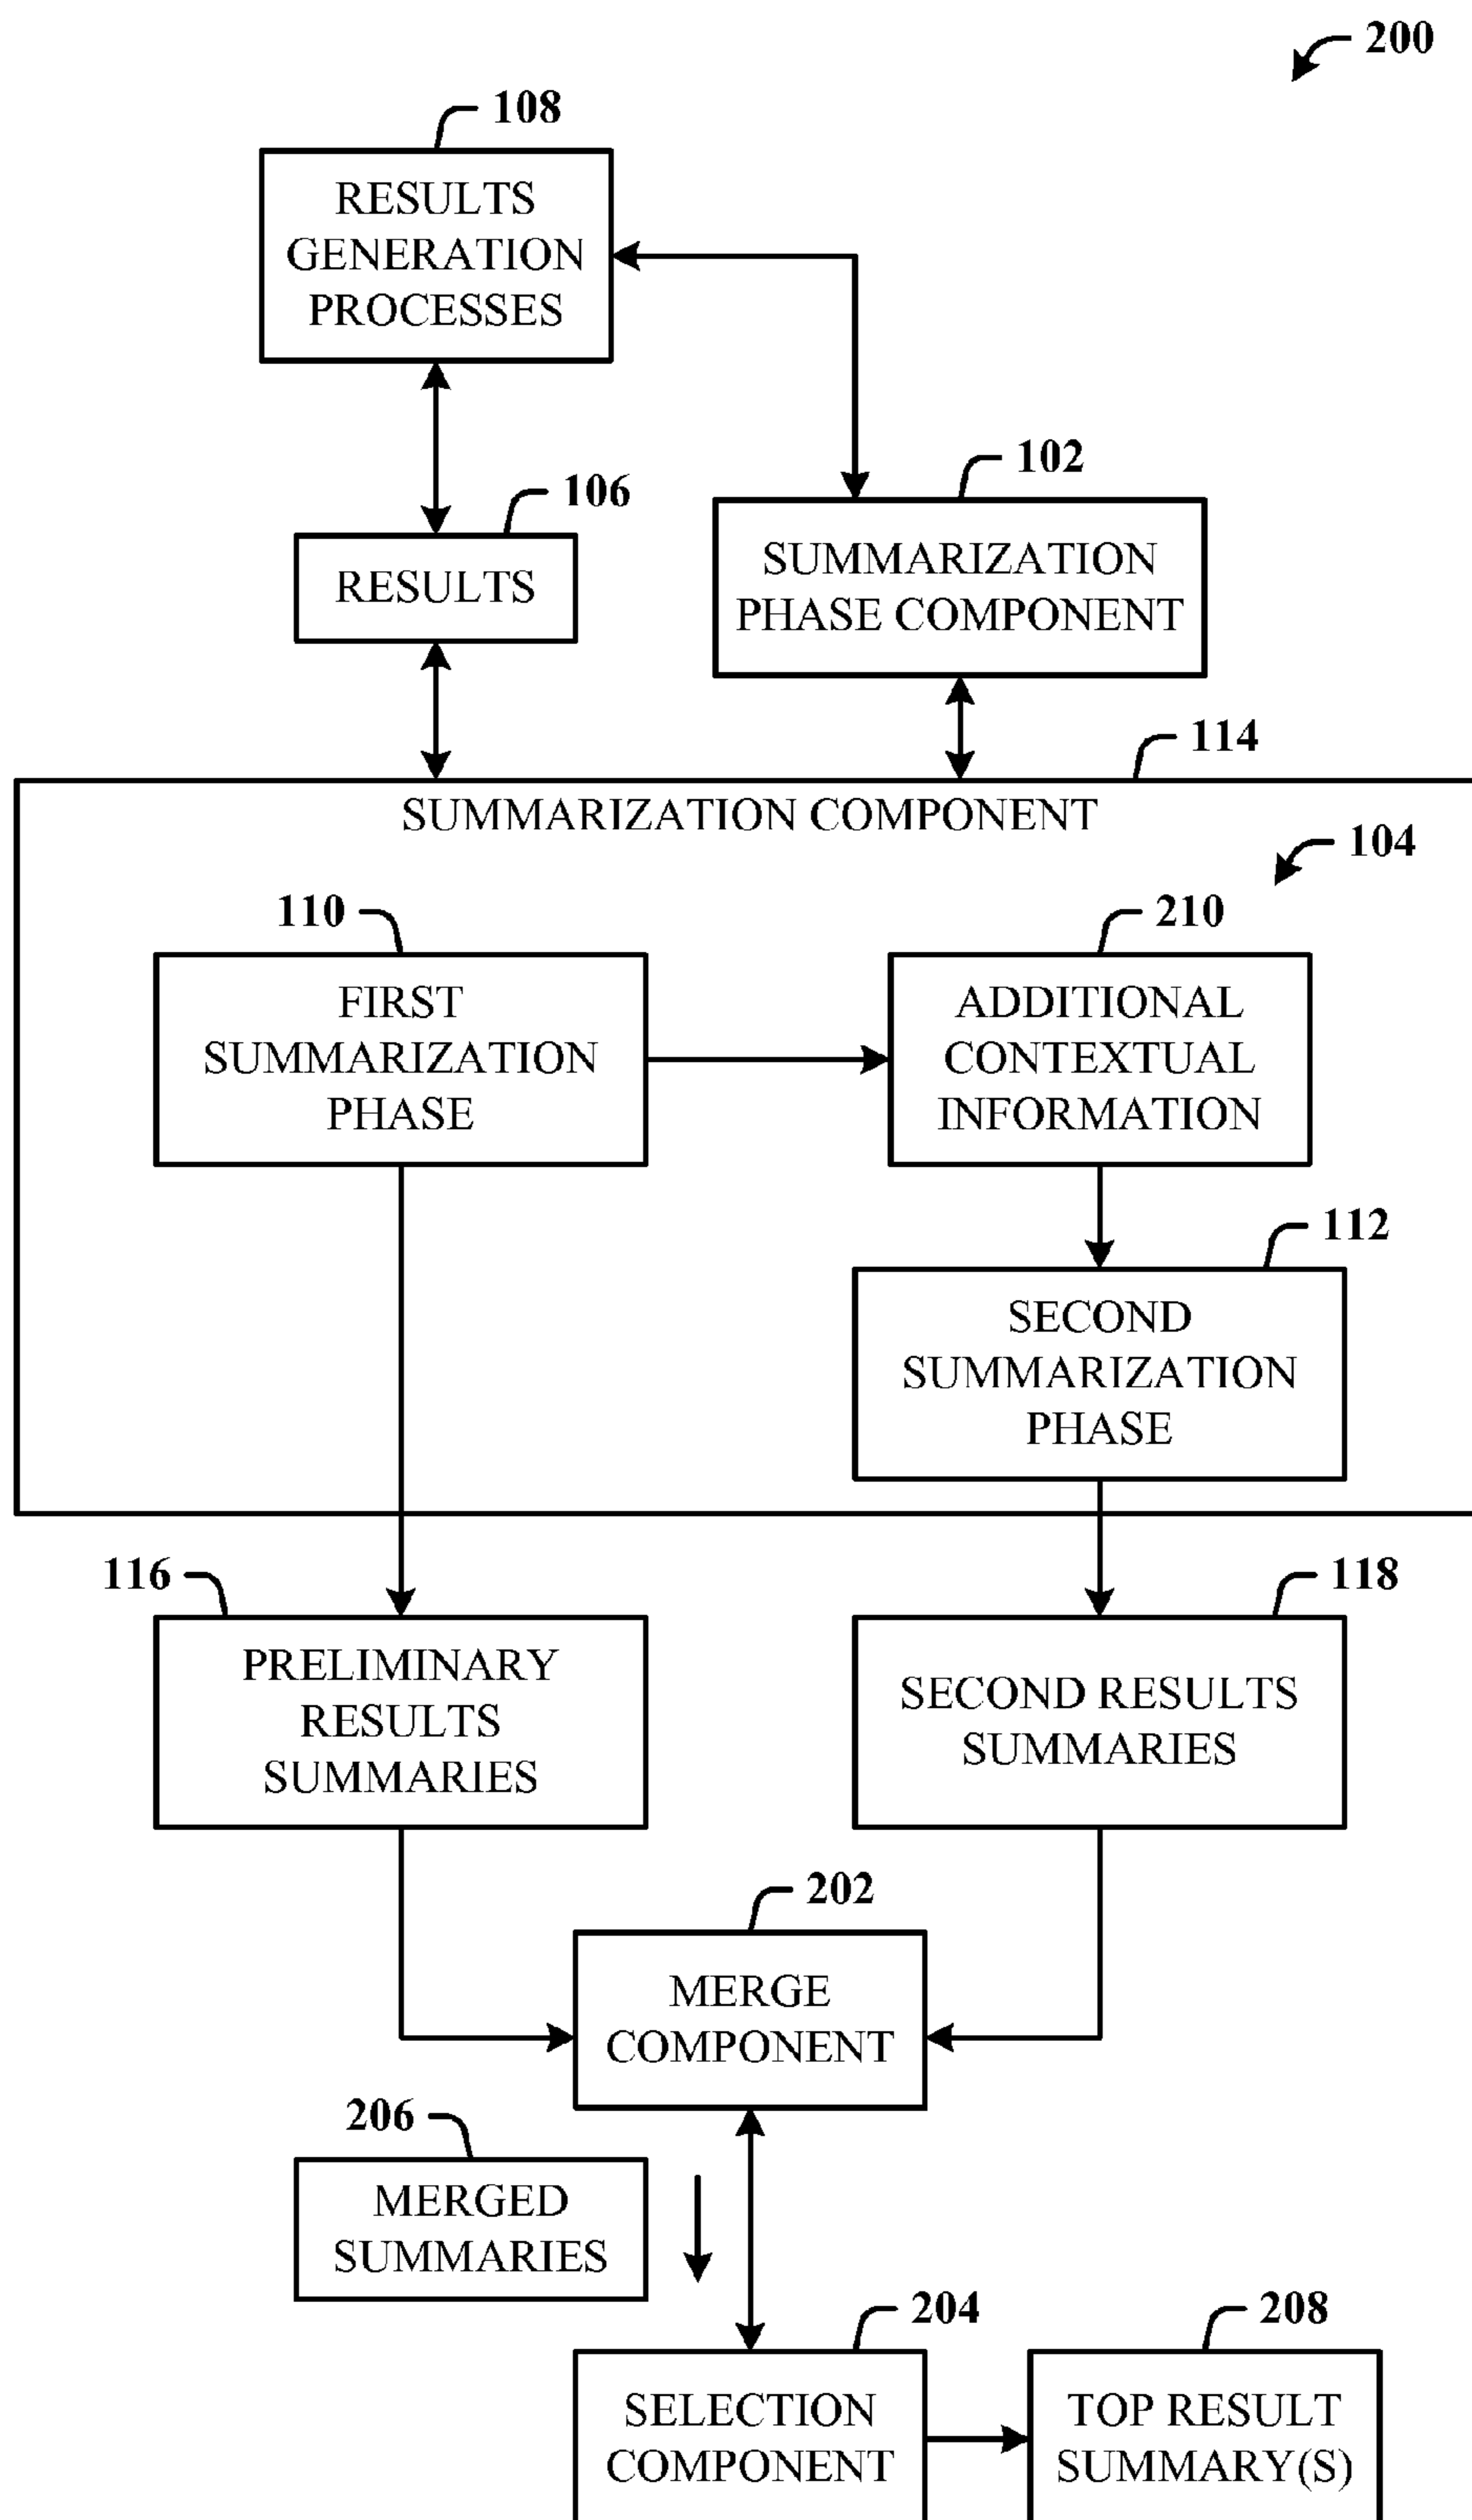 200
108
RESULTS
GENERATION
PROCESSES
102
106
SUMMARIZATION
PHASE COMPONENT
RESULTS
114
SUMMARIZATION COMPONENT
104
110
210
FIRST
SUMMARIZATION
PHASE
ADDITIONAL
CONTEXTUAL
INFORMATION
112
SECOND
SUMMARIZATION
PHASE
116
118
PRELIMINARY
RESULTS
SUMMARIES
SECOND RESULTS
SUMMARIES
202
MERGE
COMPONENT
206
MERGED
SUMMARIES
204
208
SELECTION
COMPONENT
TOP RESULT
SUMMARY(S)